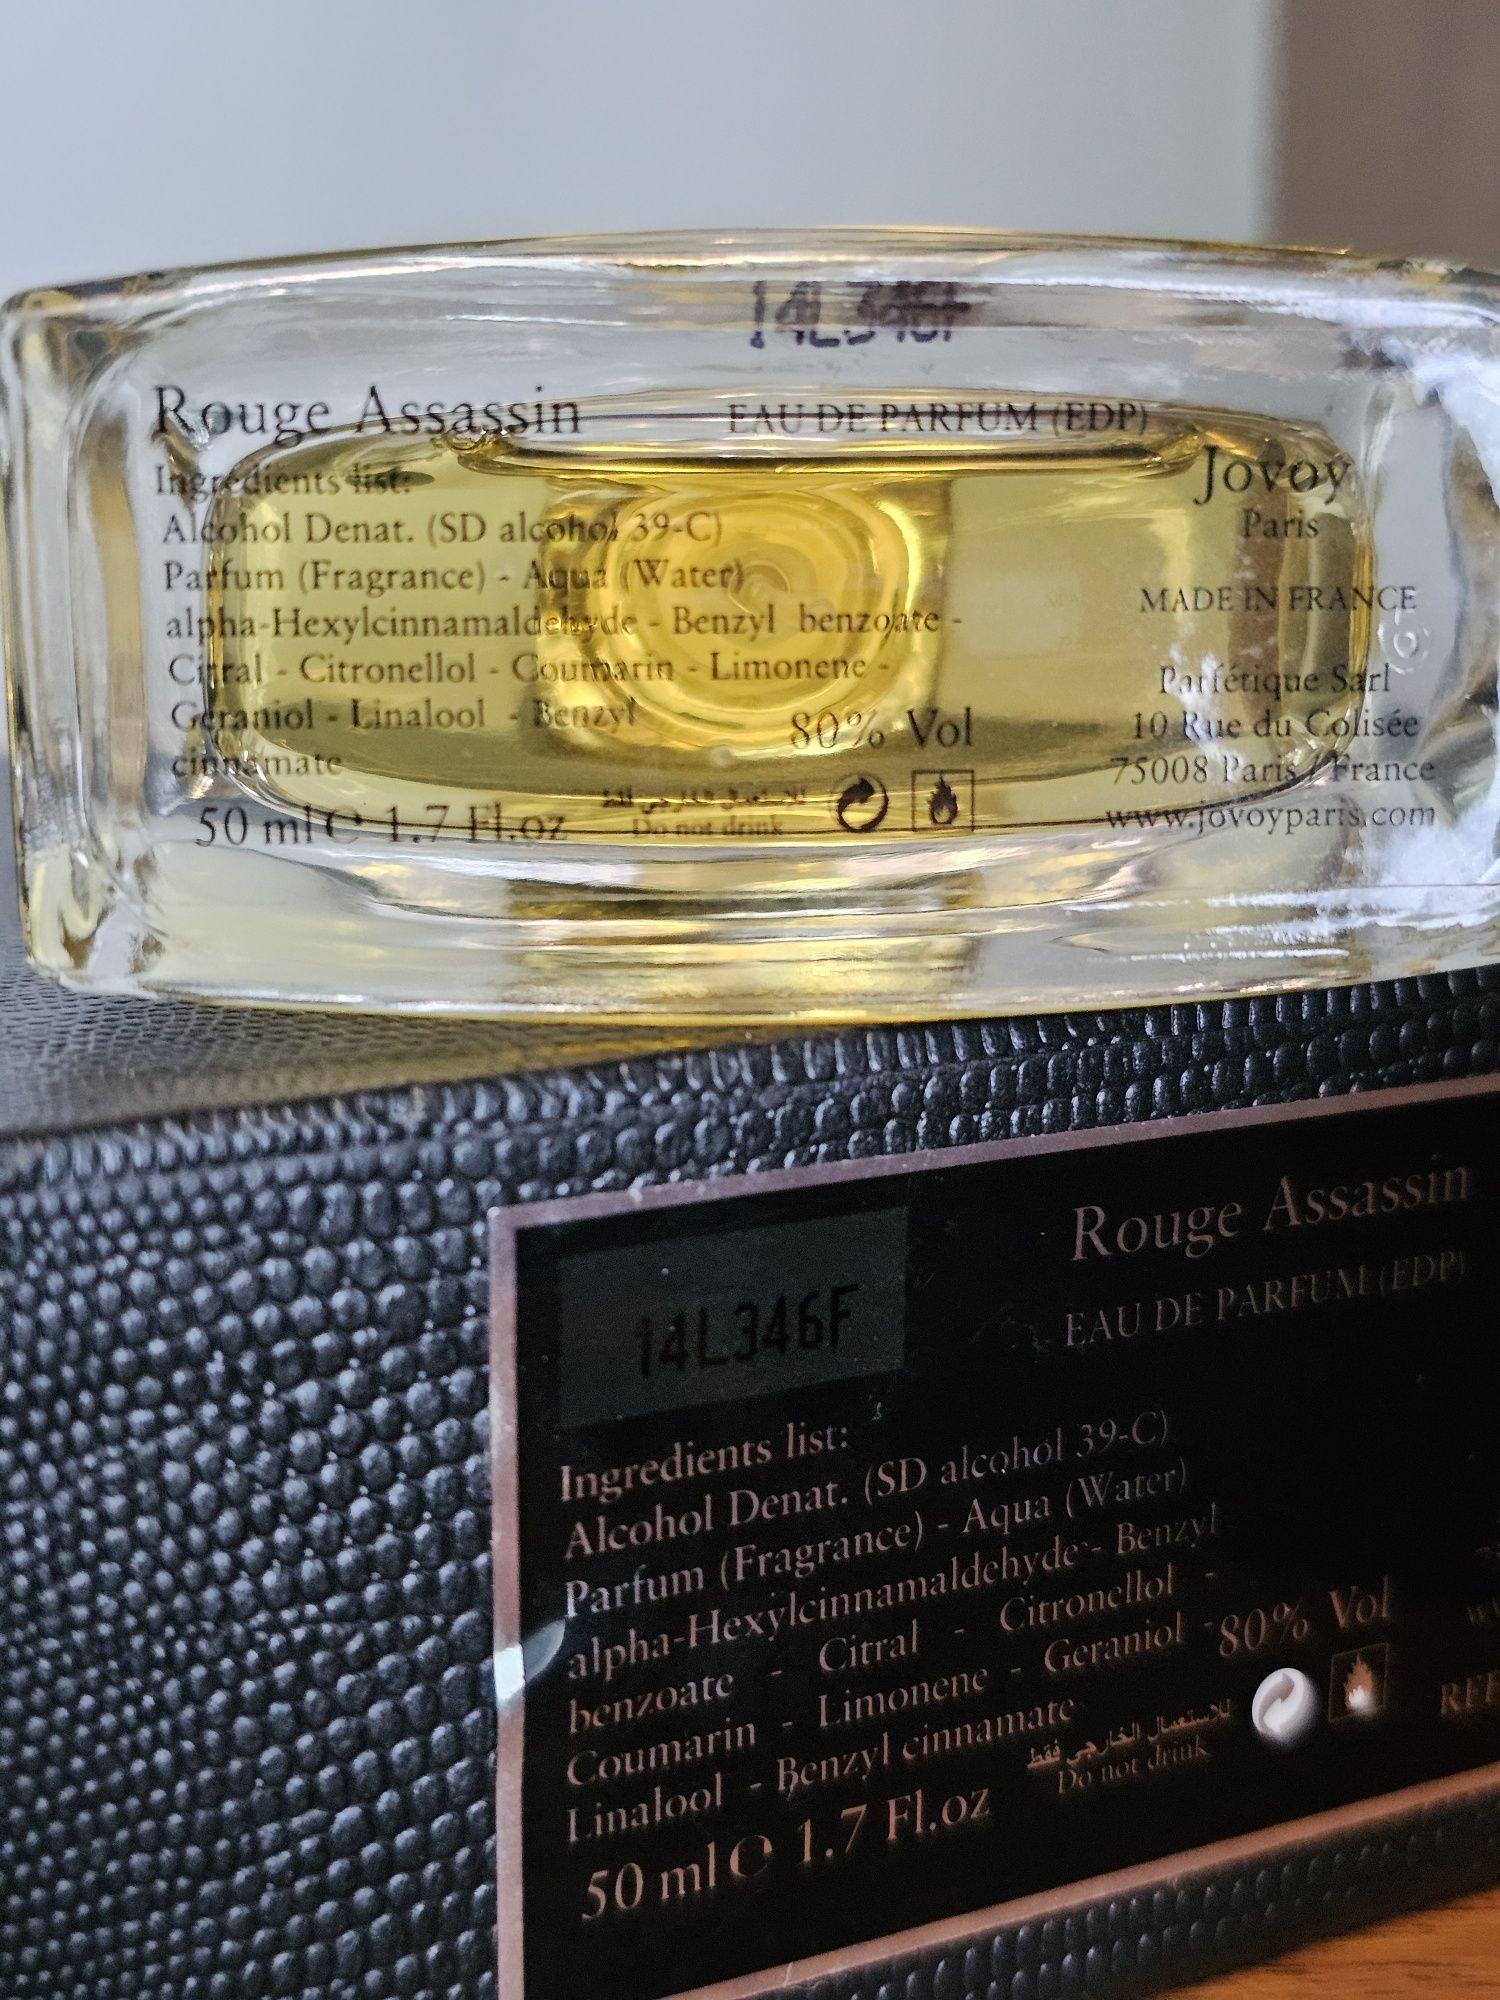 14L346F
Rouge Assassin
EAU DE PARFUM (EDP)
Ingredients list:
Alcohol Denat. (SD alcohol 39-C)
Parfum (Fragrance) - Aqua (Water)
alpha-Hexylcinnamaldehyde - Benzyl benzoate -
Citral - Citronellol - Coumarin - Limonene -
Geraniol - Linalool - Benzyl
cinnamate
80% Vol
50 ml ℮ 1.7 Fl.oz
للاستعمال الخارجي فقط
Do not drink
Jovoy
Paris
MADE IN FRANCE
Parfétique Sarl
10 Rue du Colisée
75008 Paris / France
www.jovoyparis.com
14L346F
Rouge Assassin
EAU DE PARFUM (EDP)
Ingredients list:
Alcohol Denat. (SD alcohol 39-C)
Parfum (Fragrance) - Aqua (Water)
alpha-Hexylcinnamaldehyde - Benzyl
benzoate - Citral - Citronellol -
Coumarin - Limonene - Geraniol -
Linalool - Benzyl cinnamate
80% Vol
50 ml ℮ 1.7 Fl.oz
للاستعمال الخارجي فقط
Do not drink